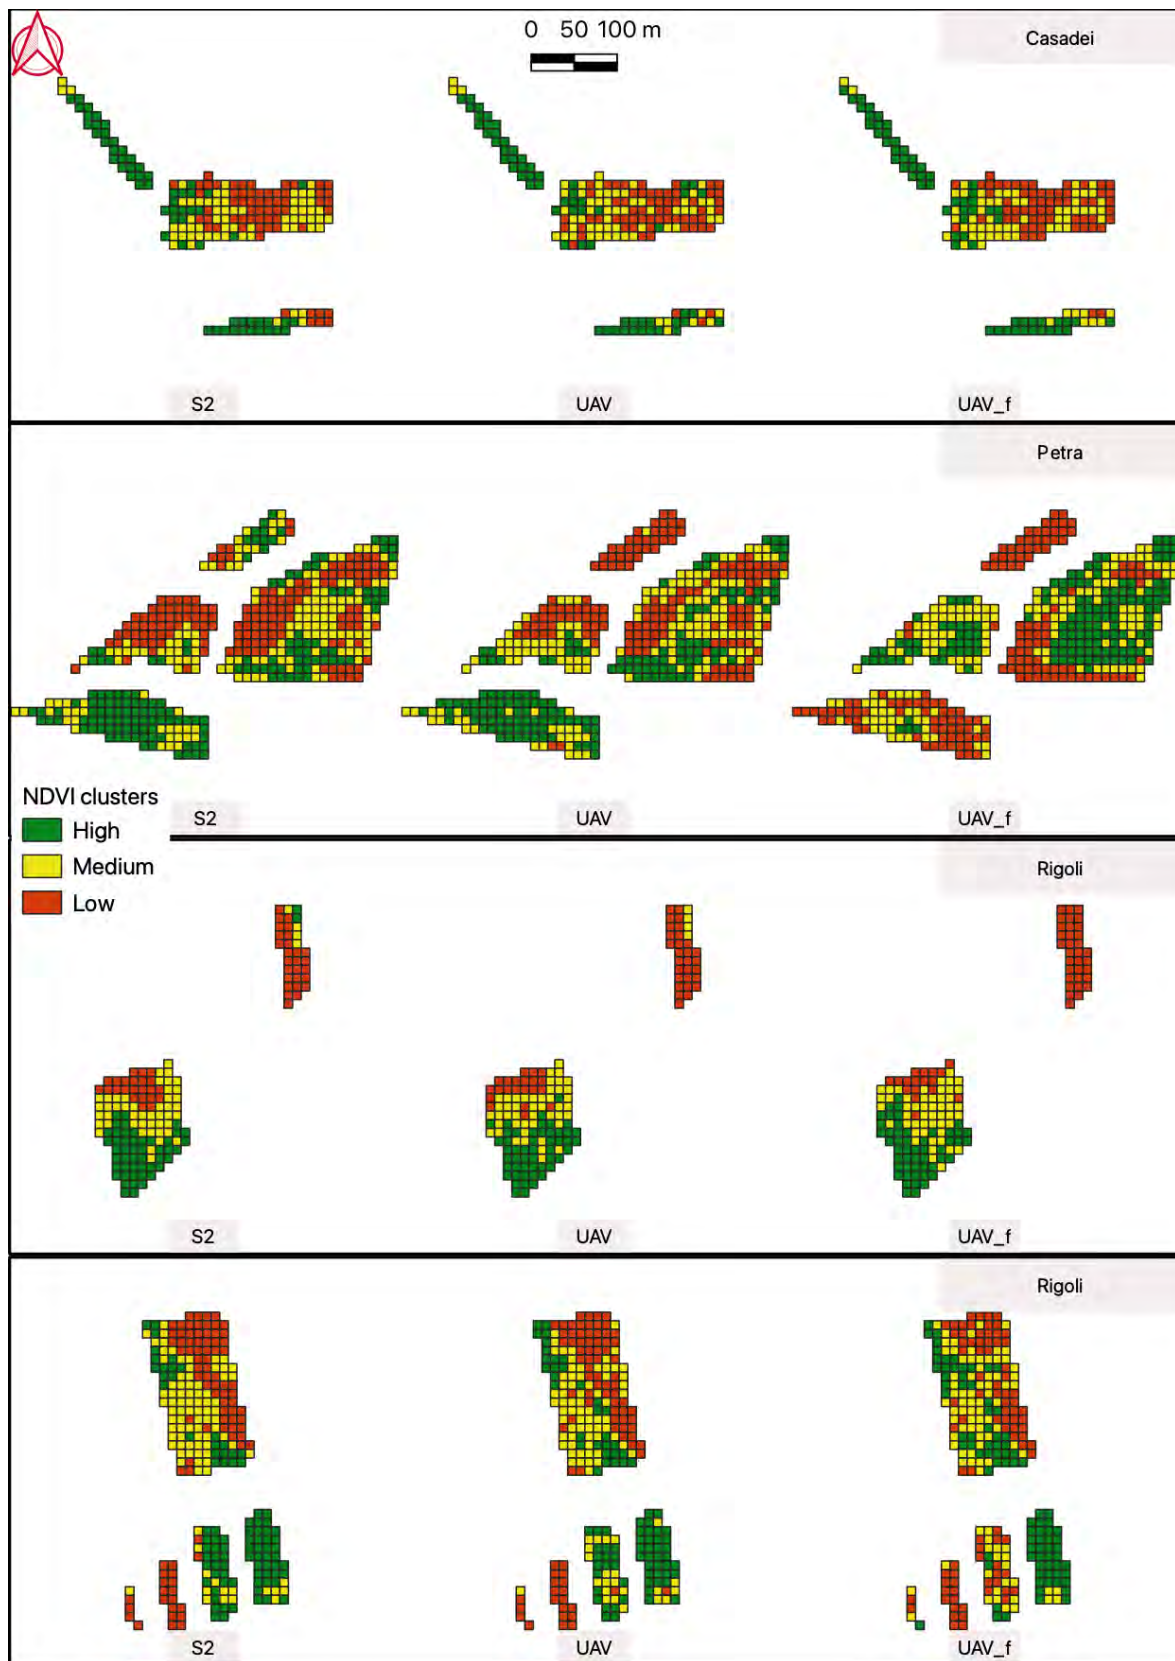 0 50 100 m
Casadei
S2 UAV UAV_f
Petra
NDVI clusters
S2 UAV UAV_f
High
Medium
Low
Rigoli
S2 UAV UAV_f
Rigoli
S2 UAV UAV_f